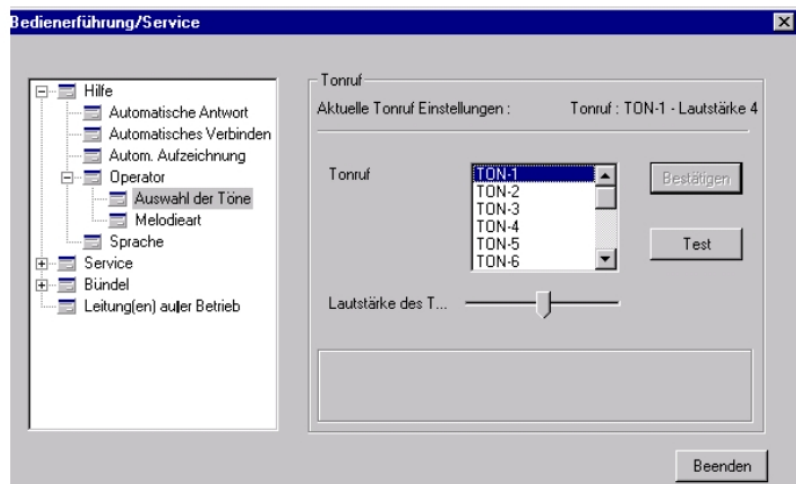 Bedienerführung/Service
Hilfe
Automatische Antwort
Automatisches Verbinden
Autom. Aufzeichnung
Operator
Auswahl der Töne
Melodieart
Sprache
Service
Bündel
Leitung(en) auler Betrieb
Tonruf
Aktuelle Tonruf Einstellungen : Tonruf : TON-1 - Lautstärke 4
Tonruf
TON-1
TON-2
TON-3
TON-4
TON-5
TON-6
Bestätigen
Test
Lautstärke des T...
Beenden